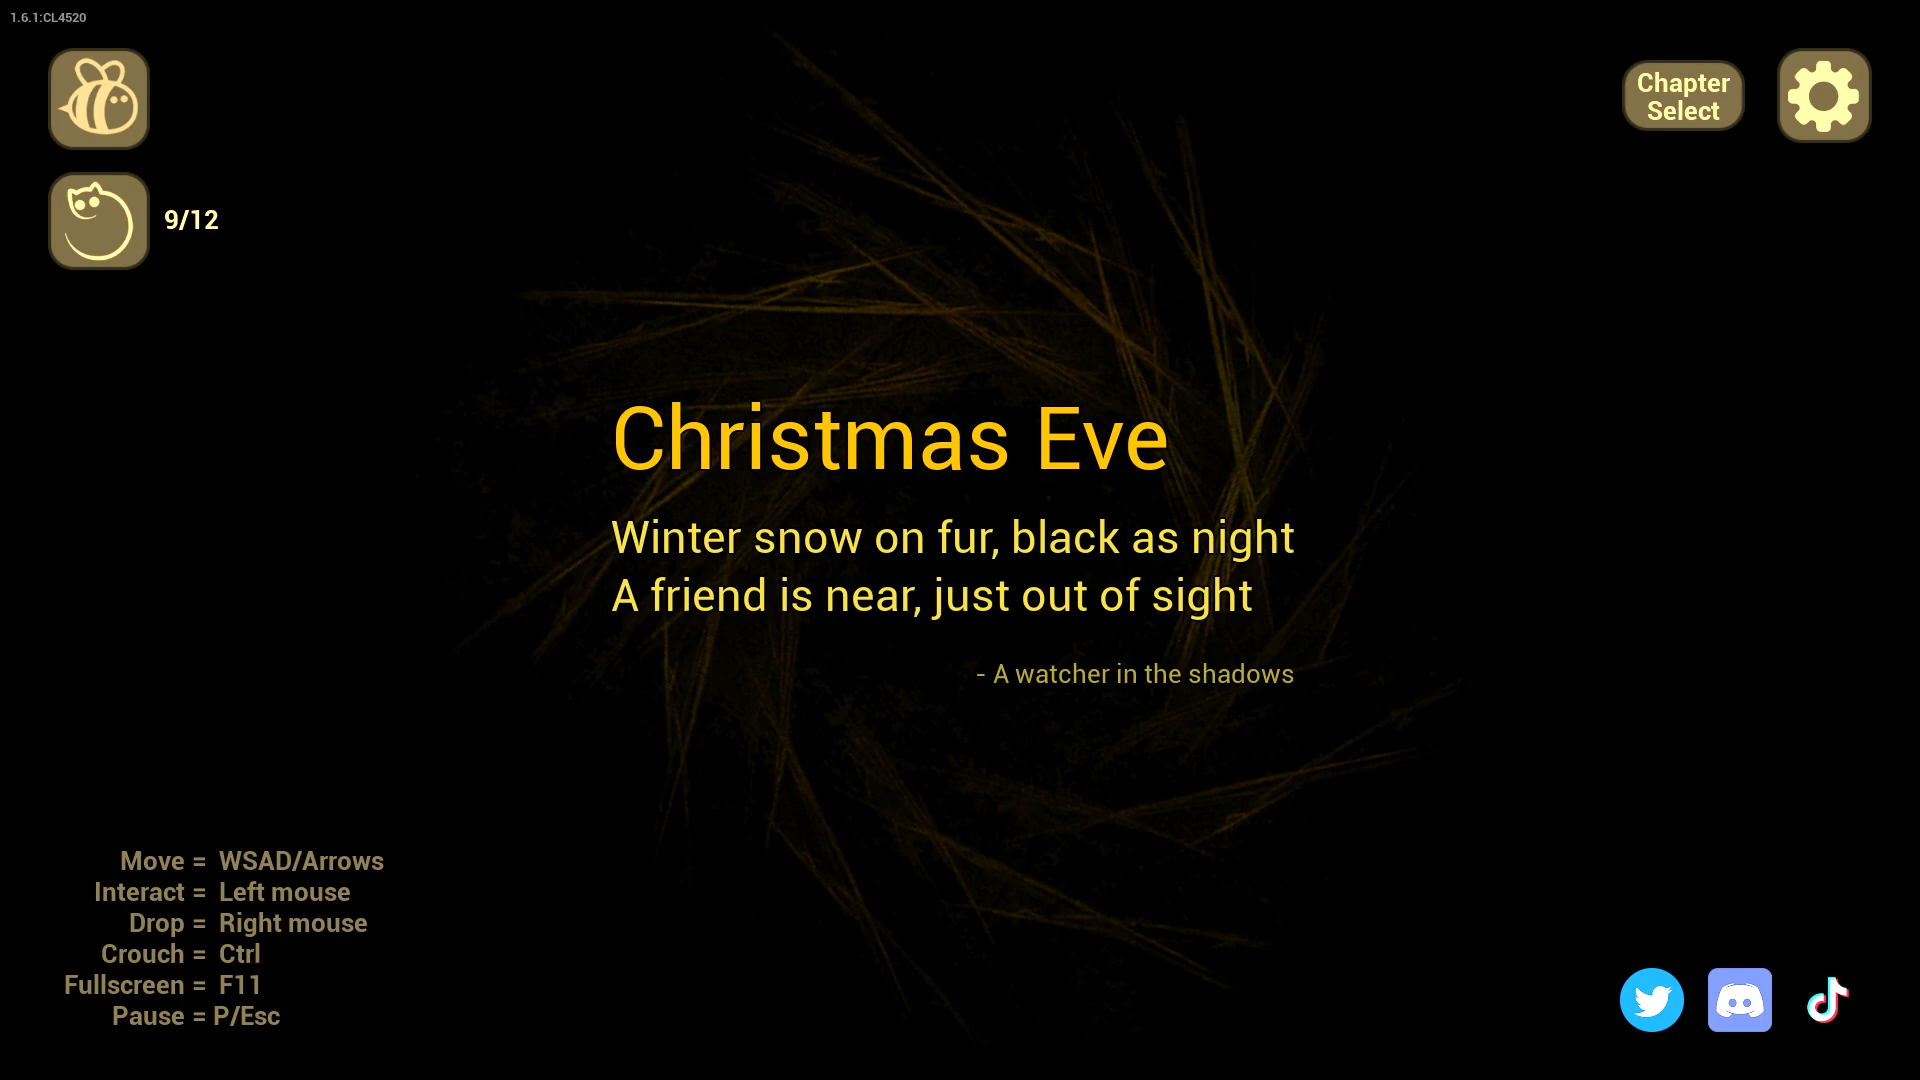 1.6.1:CL4520
Chapter
Select
9/12
Christmas Eve
Winter snow on fur, black as night
A friend is near, just out of sight
- A watcher in the shadows
Move = WSAD/Arrows
Interact = Left mouse
Drop = Right mouse
Crouch = Ctrl
Fullscreen = F11
Pause = P/Esc